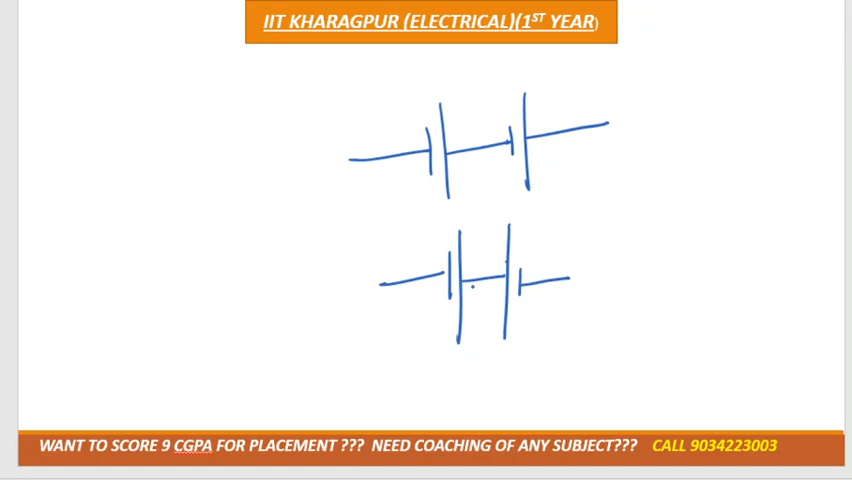 IIT KHARAGPUR (ELECTRICAL)(1ST YEAR)
WANT TO SCORE 9 CGPA FOR PLACEMENT ??? NEED COACHING OF ANY SUBJECT??? CALL 9034223003